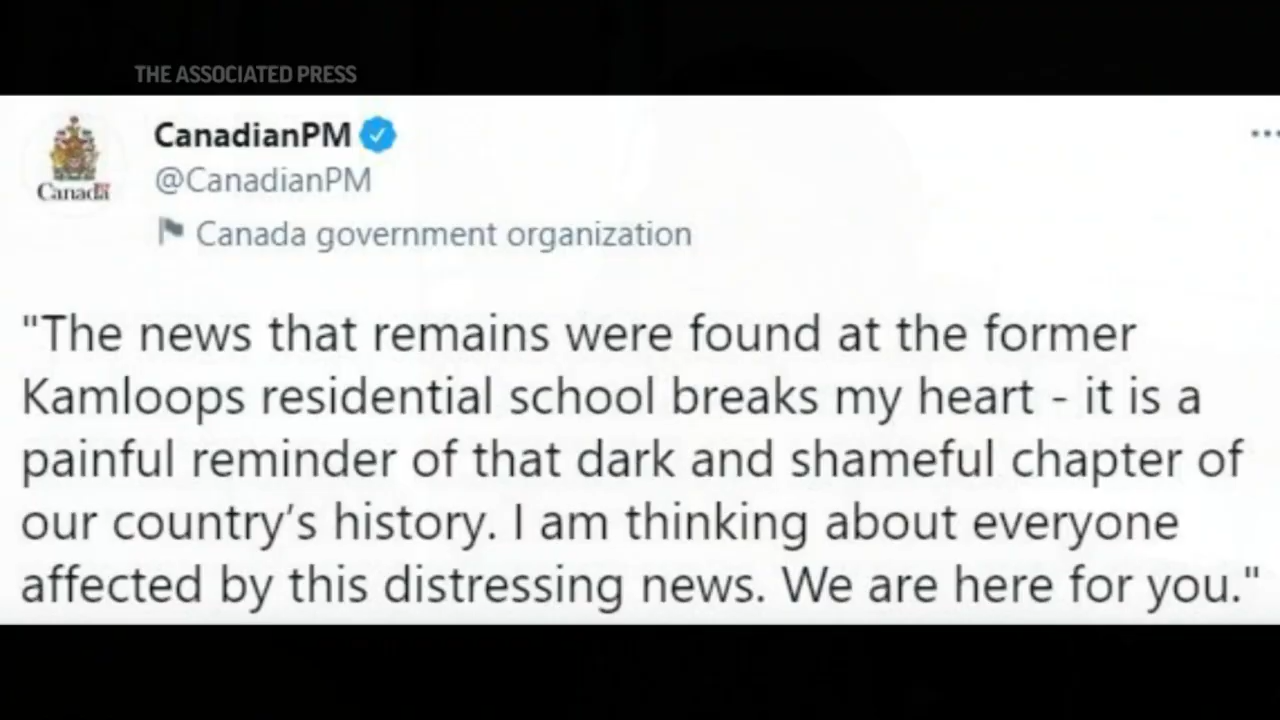 THE ASSOCIATED PRESS
CanadianPM
@CanadianPM
Canada
Canada government organization
"The news that remains were found at the former
Kamloops residential school breaks my heart - it is a
painful reminder of that dark and shameful chapter of
our country’s history. I am thinking about everyone
affected by this distressing news. We are here for you."